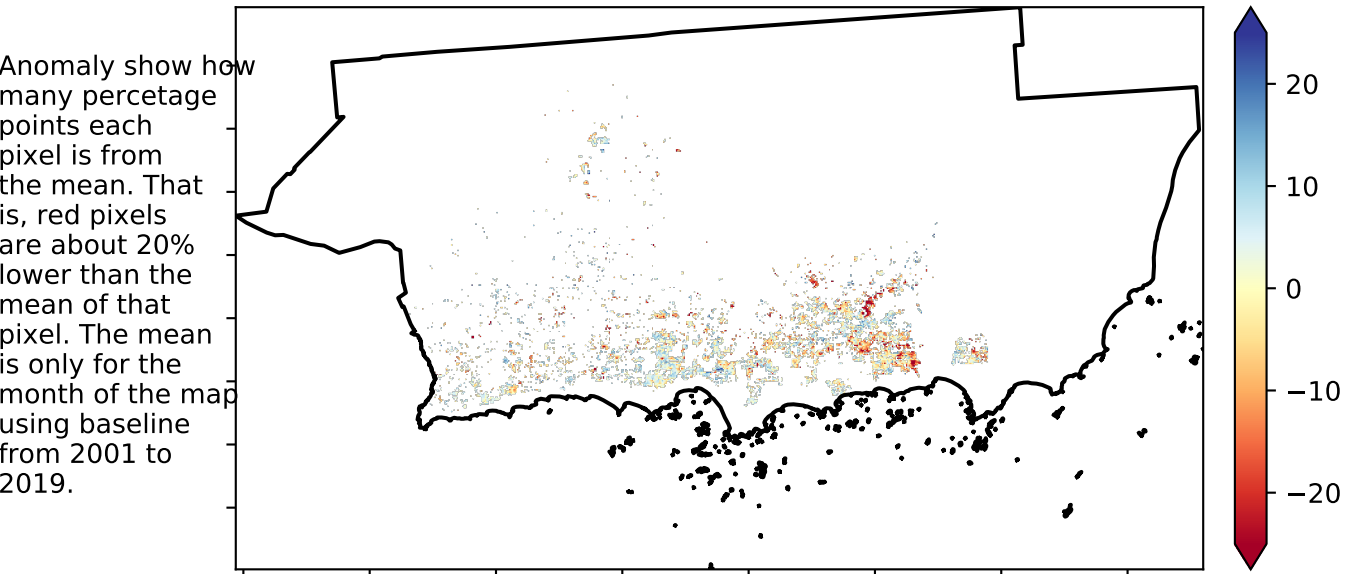 Anomaly show how
many percetage
points each
pixel is from
the mean. That
is, red pixels
are about 20%
lower than the
mean of that
pixel. The mean
is only for the
month of the map
using baseline
from 2001 to
2019.
20
10
0
−10
−20